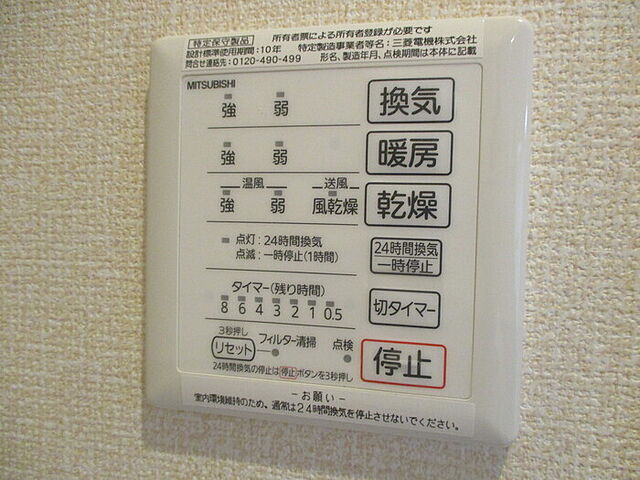 特定保守製品 所有者票による所有者登録が必要です
設計標準使用期間:10年 特定製造事業者等名:三菱電機株式会社
問合せ連絡先:0120-490-499 形名、製造年月、点検期間は本体に記載
MITSUBISHI
強 弱 換気
強 弱 暖房
温風 送風
強 弱 風乾燥 乾燥
点灯:24時間換気
点滅:一時停止(1時間)
24時間換気
一時停止
タイマー(残り時間)
8 6 4 3 2 1 0.5
切タイマー
3秒押し
リセット フィルター清掃 点検
停止
24時間換気の停止は停止ボタンを3秒押し
-お願い-
室内環境維持のため、通常は24時間換気を停止させないでください。